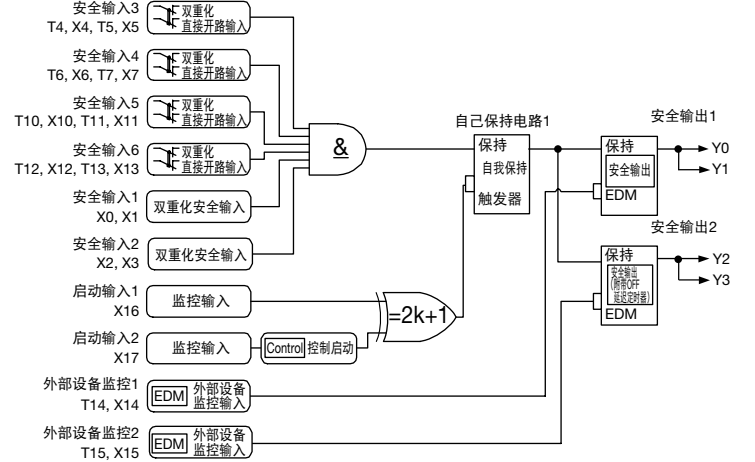 安全输入3
T4, X4, T5, X5
双重化
直接开路输入
安全输入4
T6, X6, T7, X7
双重化
直接开路输入
安全输入5
T10, X10, T11, X11
双重化
直接开路输入
安全输入6
T12, X12, T13, X13
双重化
直接开路输入
安全输入1
X0, X1
双重化安全输入
安全输入2
X2, X3
双重化安全输入
启动输入1
X16
监控输入
启动输入2
X17
监控输入
Control 控制启动
外部设备监控1
T14, X14
EDM 外部设备
监控输入
外部设备监控2
T15, X15
EDM 外部设备
监控输入
&
=2k+1
自己保持电路1
保持
自我保持
触发器
安全输出1
保持
安全输出
EDM
Y0
Y1
安全输出2
保持
安全输出
(附带OFF
延迟定时器)
EDM
Y2
Y3